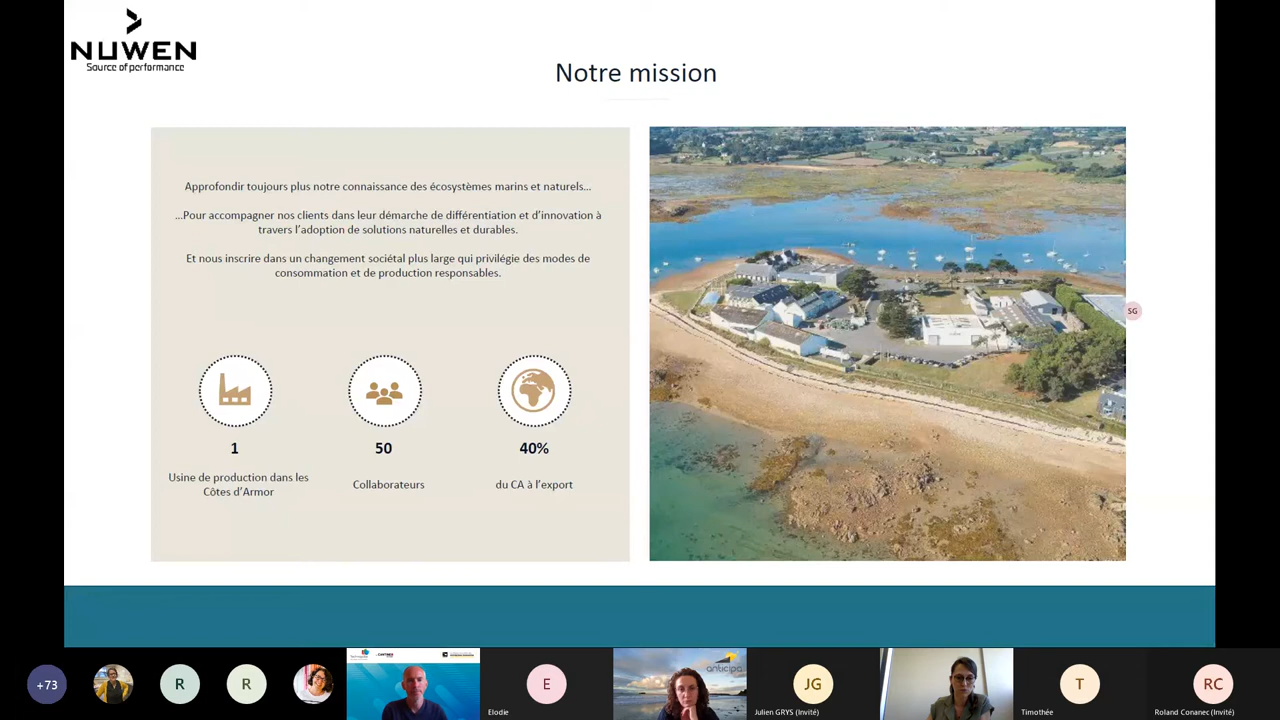 NUWEN
Source of performance
Notre mission
Approfondir toujours plus notre connaissance des écosystèmes marins et naturels...
...Pour accompagner nos clients dans leur démarche de différentiation et d'innovation à
travers l'adoption de solutions naturelles et durables.
Et nous inscrire dans un changement sociétal plus large qui privilégie des modes de
consommation et de production responsables.
1
Usine de production dans les
Côtes d'Armor
50
Collaborateurs
40%
du CA à l'export
SG
+73
R
R
E
Elodie
anticipa
JG
Julien GRYS (Invité)
T
Timothée
RC
Roland Conanec (Invité)